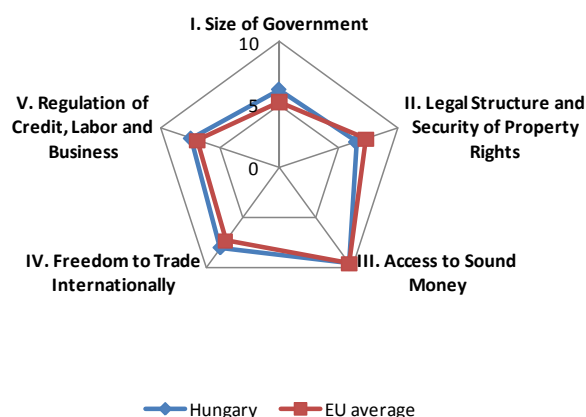 I. Size of Government
10
5
0
II. Legal Structure and
Security of Property
Rights
III. Access to Sound
Money
IV. Freedom to Trade
Internationally
V. Regulation of
Credit, Labor and
Business
Hungary
EU average